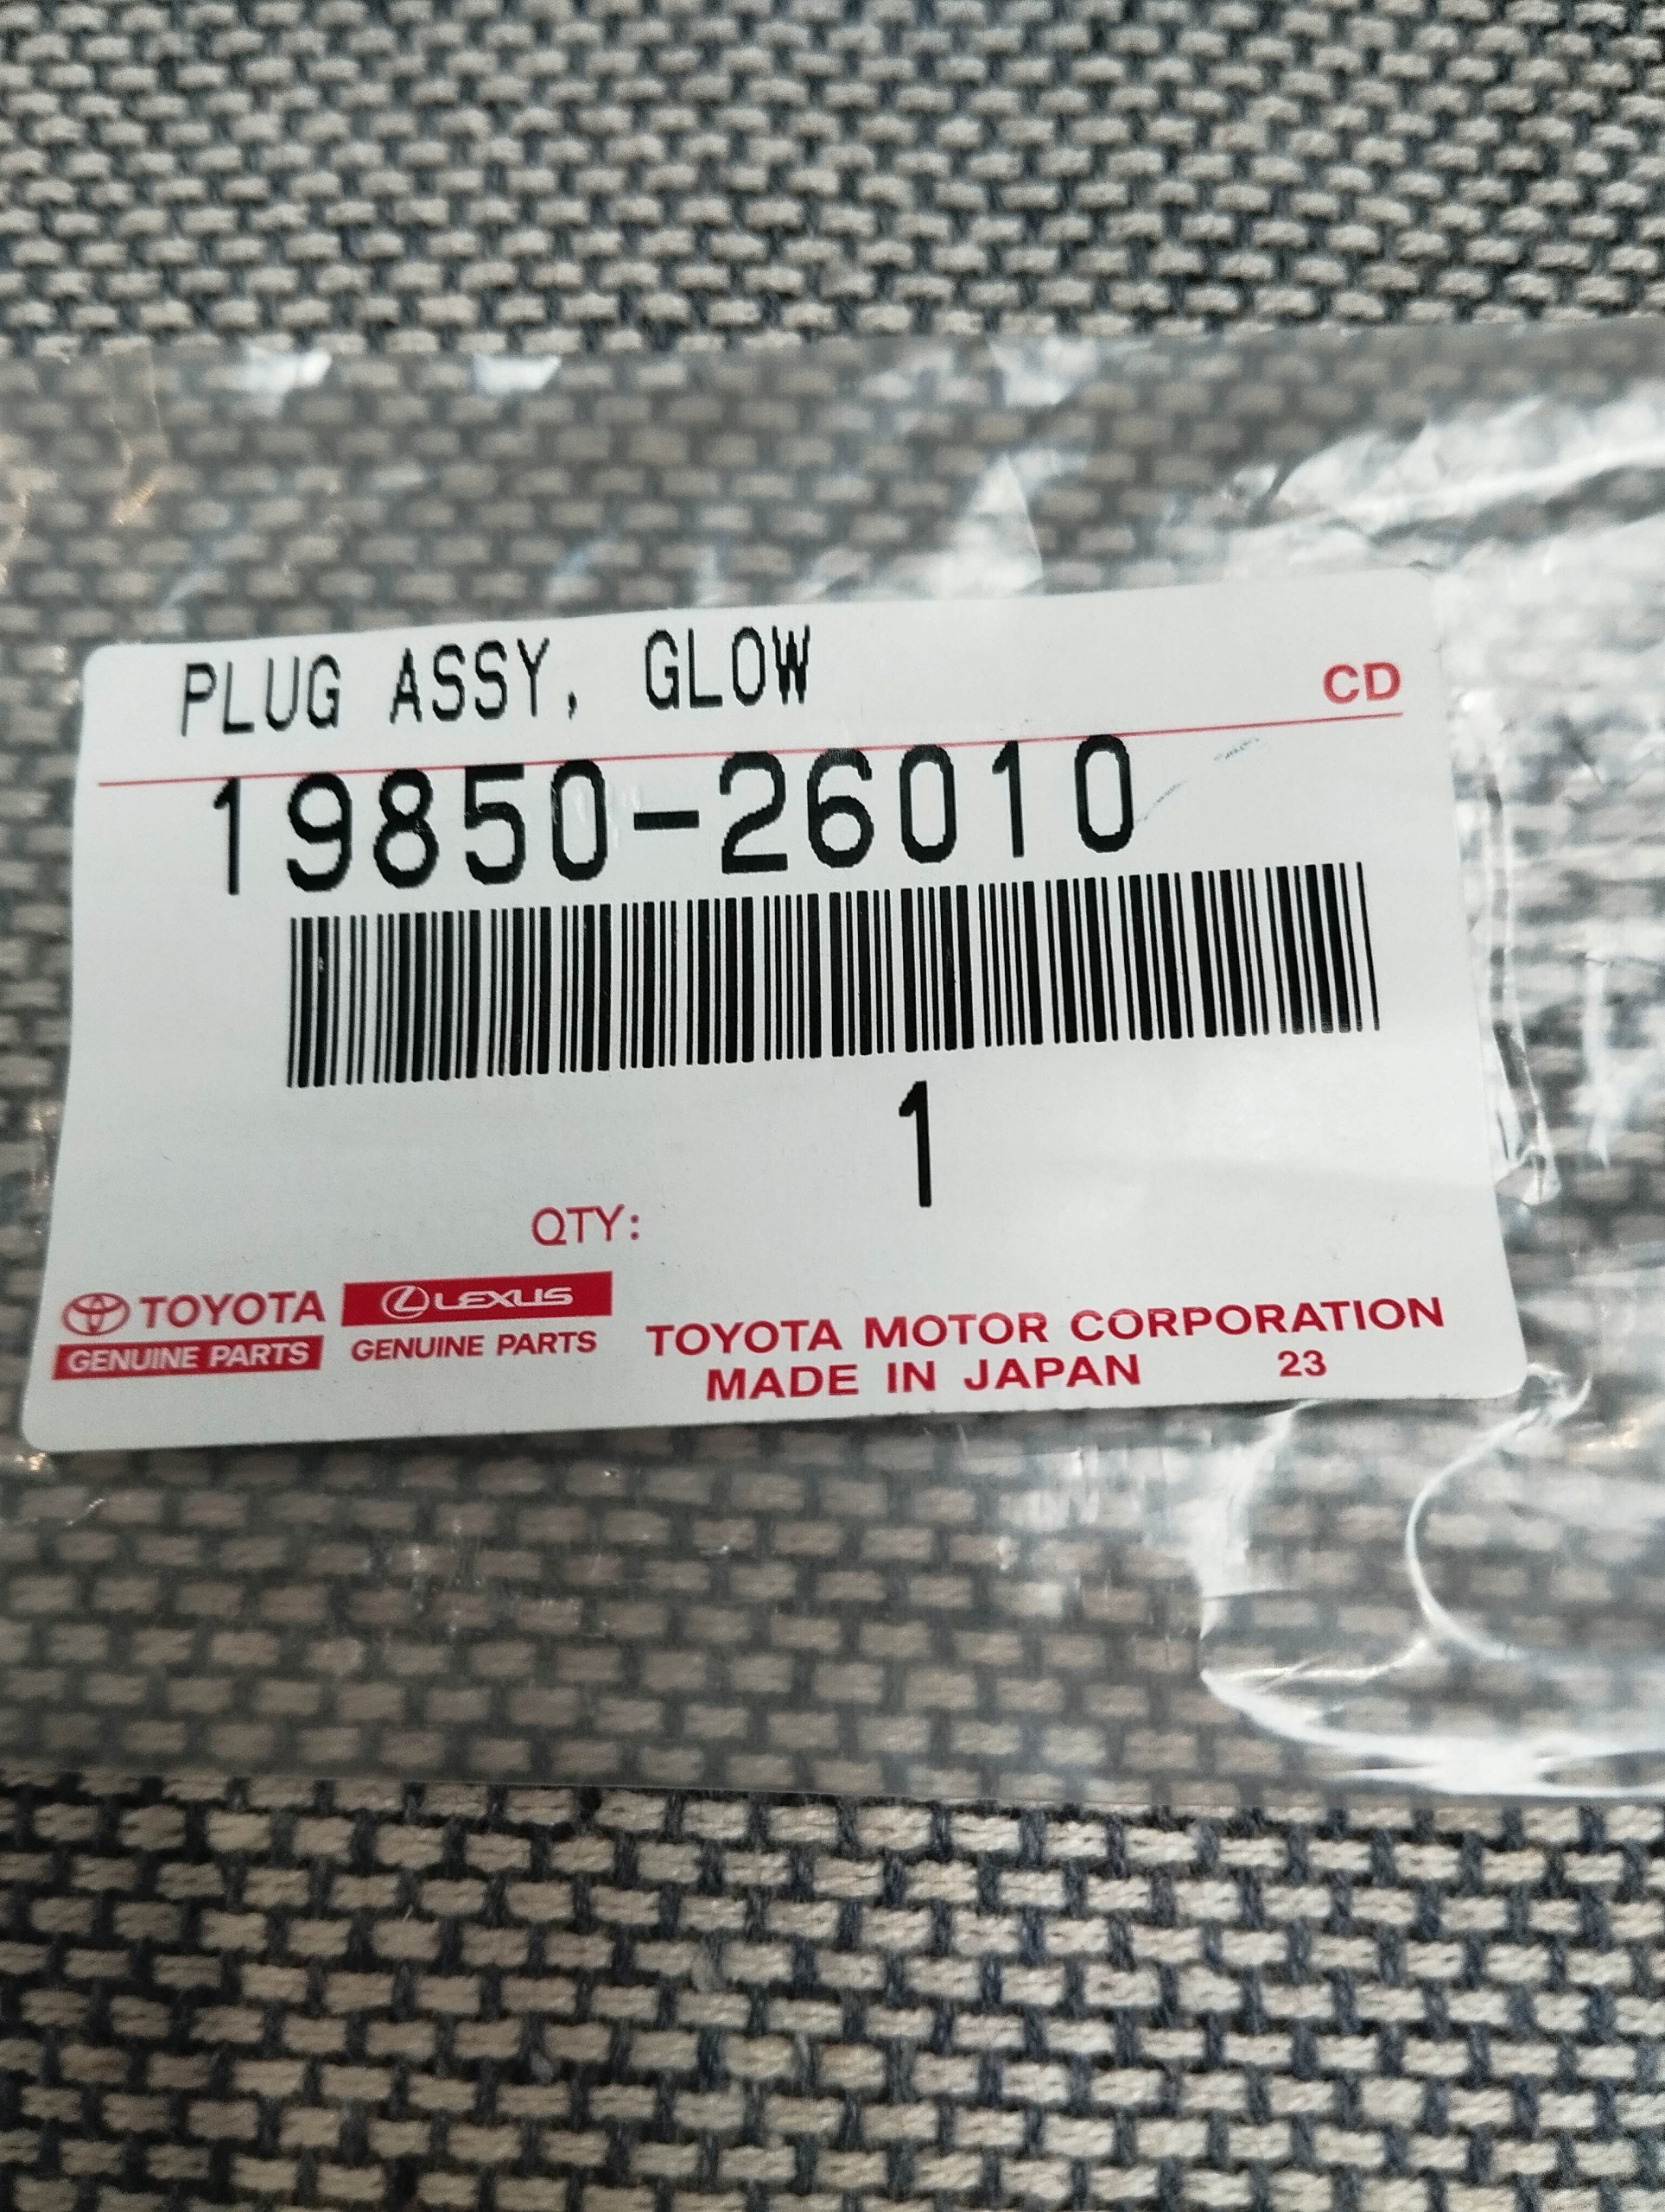 PLUG ASSY, GLOW
CD
19850-26010
1
QTY:
TOYOTA
GENUINE PARTS
LEXUS
GENUINE PARTS
TOYOTA MOTOR CORPORATION
MADE IN JAPAN 23